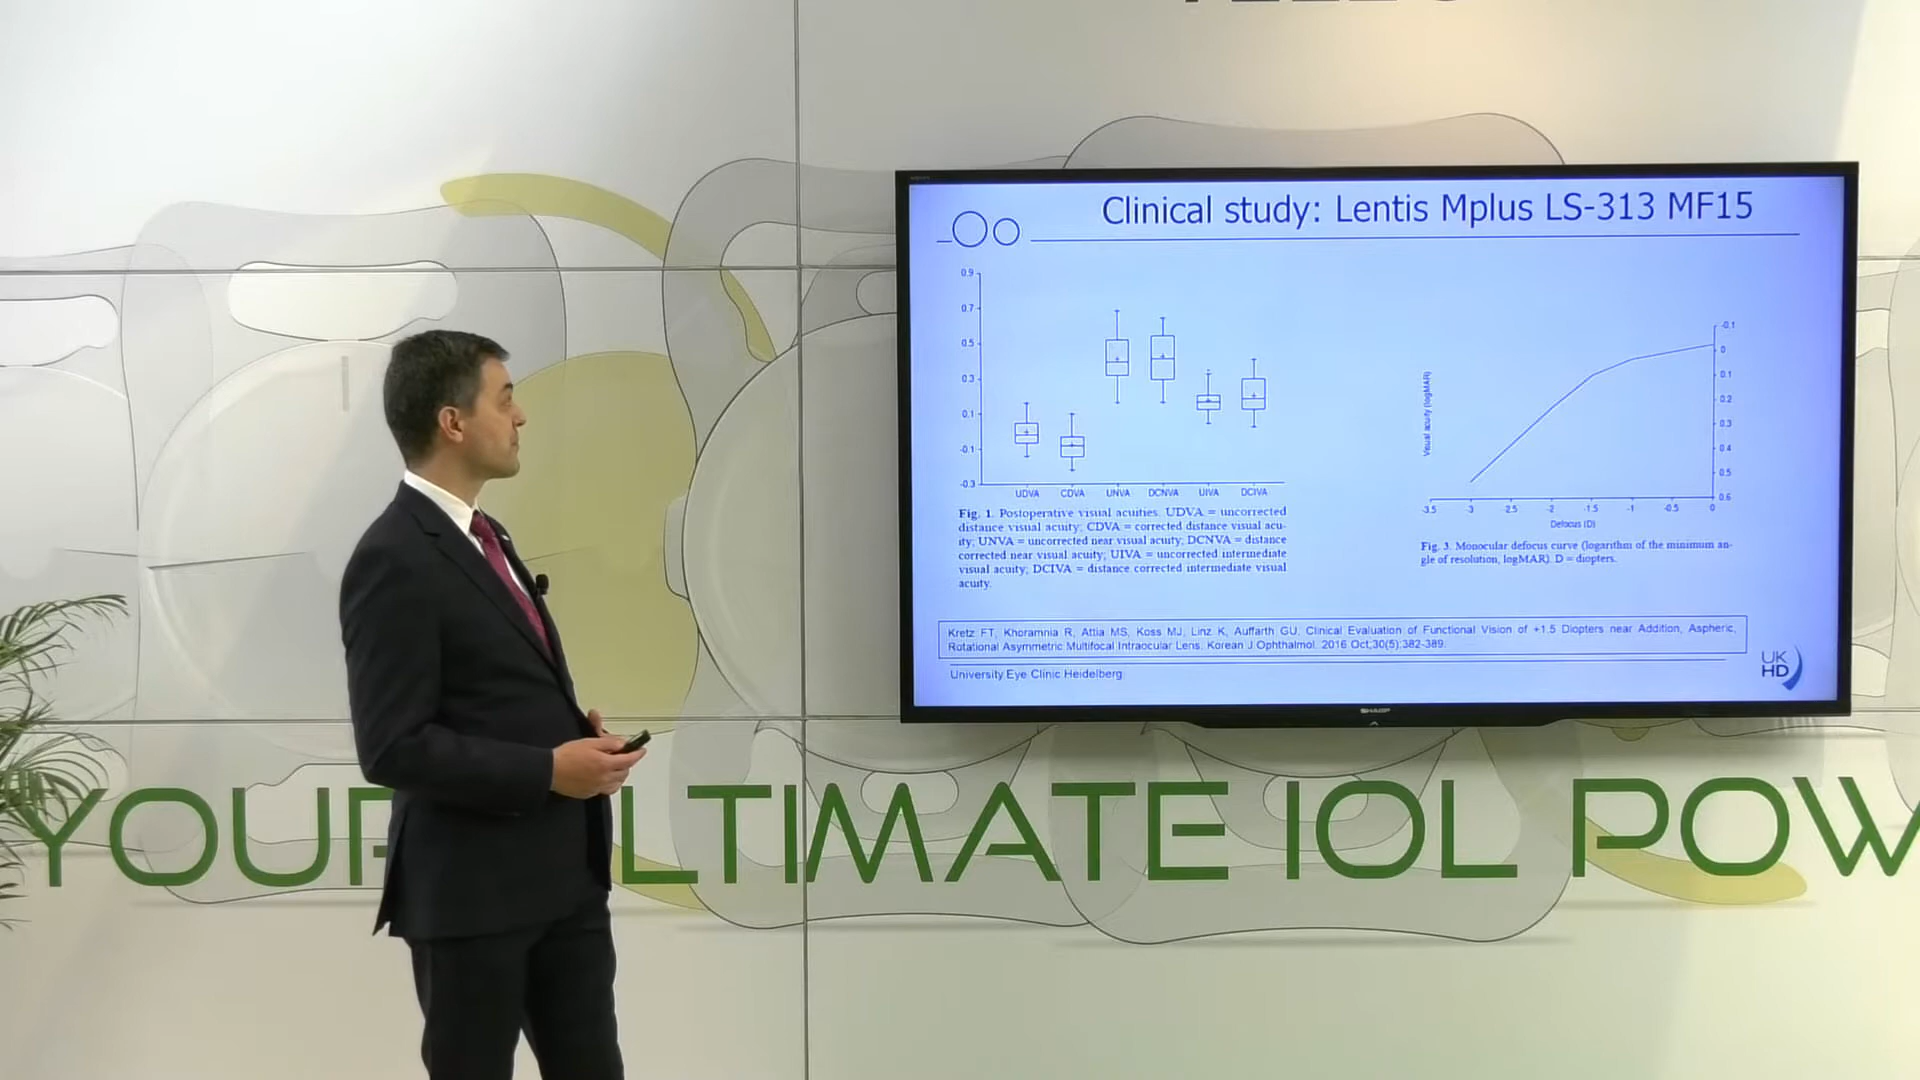 Clinical study: Lentis Mplus LS-313 MF15
0.9
0.7
0.5
0.3
0.1
-0.1
-0.3
UDVA CDVA UNVA DCNVA UIVA DCIVA
Fig. 1. Postoperative visual acuities. UDVA = uncorrected
distance visual acuity; CDVA = corrected distance visual acu-
ity; UNVA = uncorrected near visual acuity; DCNVA = distance
corrected near visual acuity; UIVA = uncorrected intermediate
visual acuity; DCIVA = distance corrected intermediate visual
acuity.
Visual acuity (logMAR)
-0.1
0
0.1
0.2
0.3
0.4
0.5
0.6
-3.5 -3 -2.5 -2 -1.5 -1 -0.5 0
Defocus (D)
Fig. 3. Monocular defocus curve (logarithm of the minimum an-
gle of resolution, logMAR). D = diopters.
Kretz FT, Khoramnia R, Attia MS, Koss MJ, Linz K, Auffarth GU. Clinical Evaluation of Functional Vision of +1.5 Diopters near Addition, Aspheric,
Rotational Asymmetric Multifocal Intraocular Lens. Korean J Ophthalmol. 2016 Oct;30(5):382-389.
University Eye Clinic Heidelberg
UK
HD
SHARP
YOUR LTIMATE IOL POW